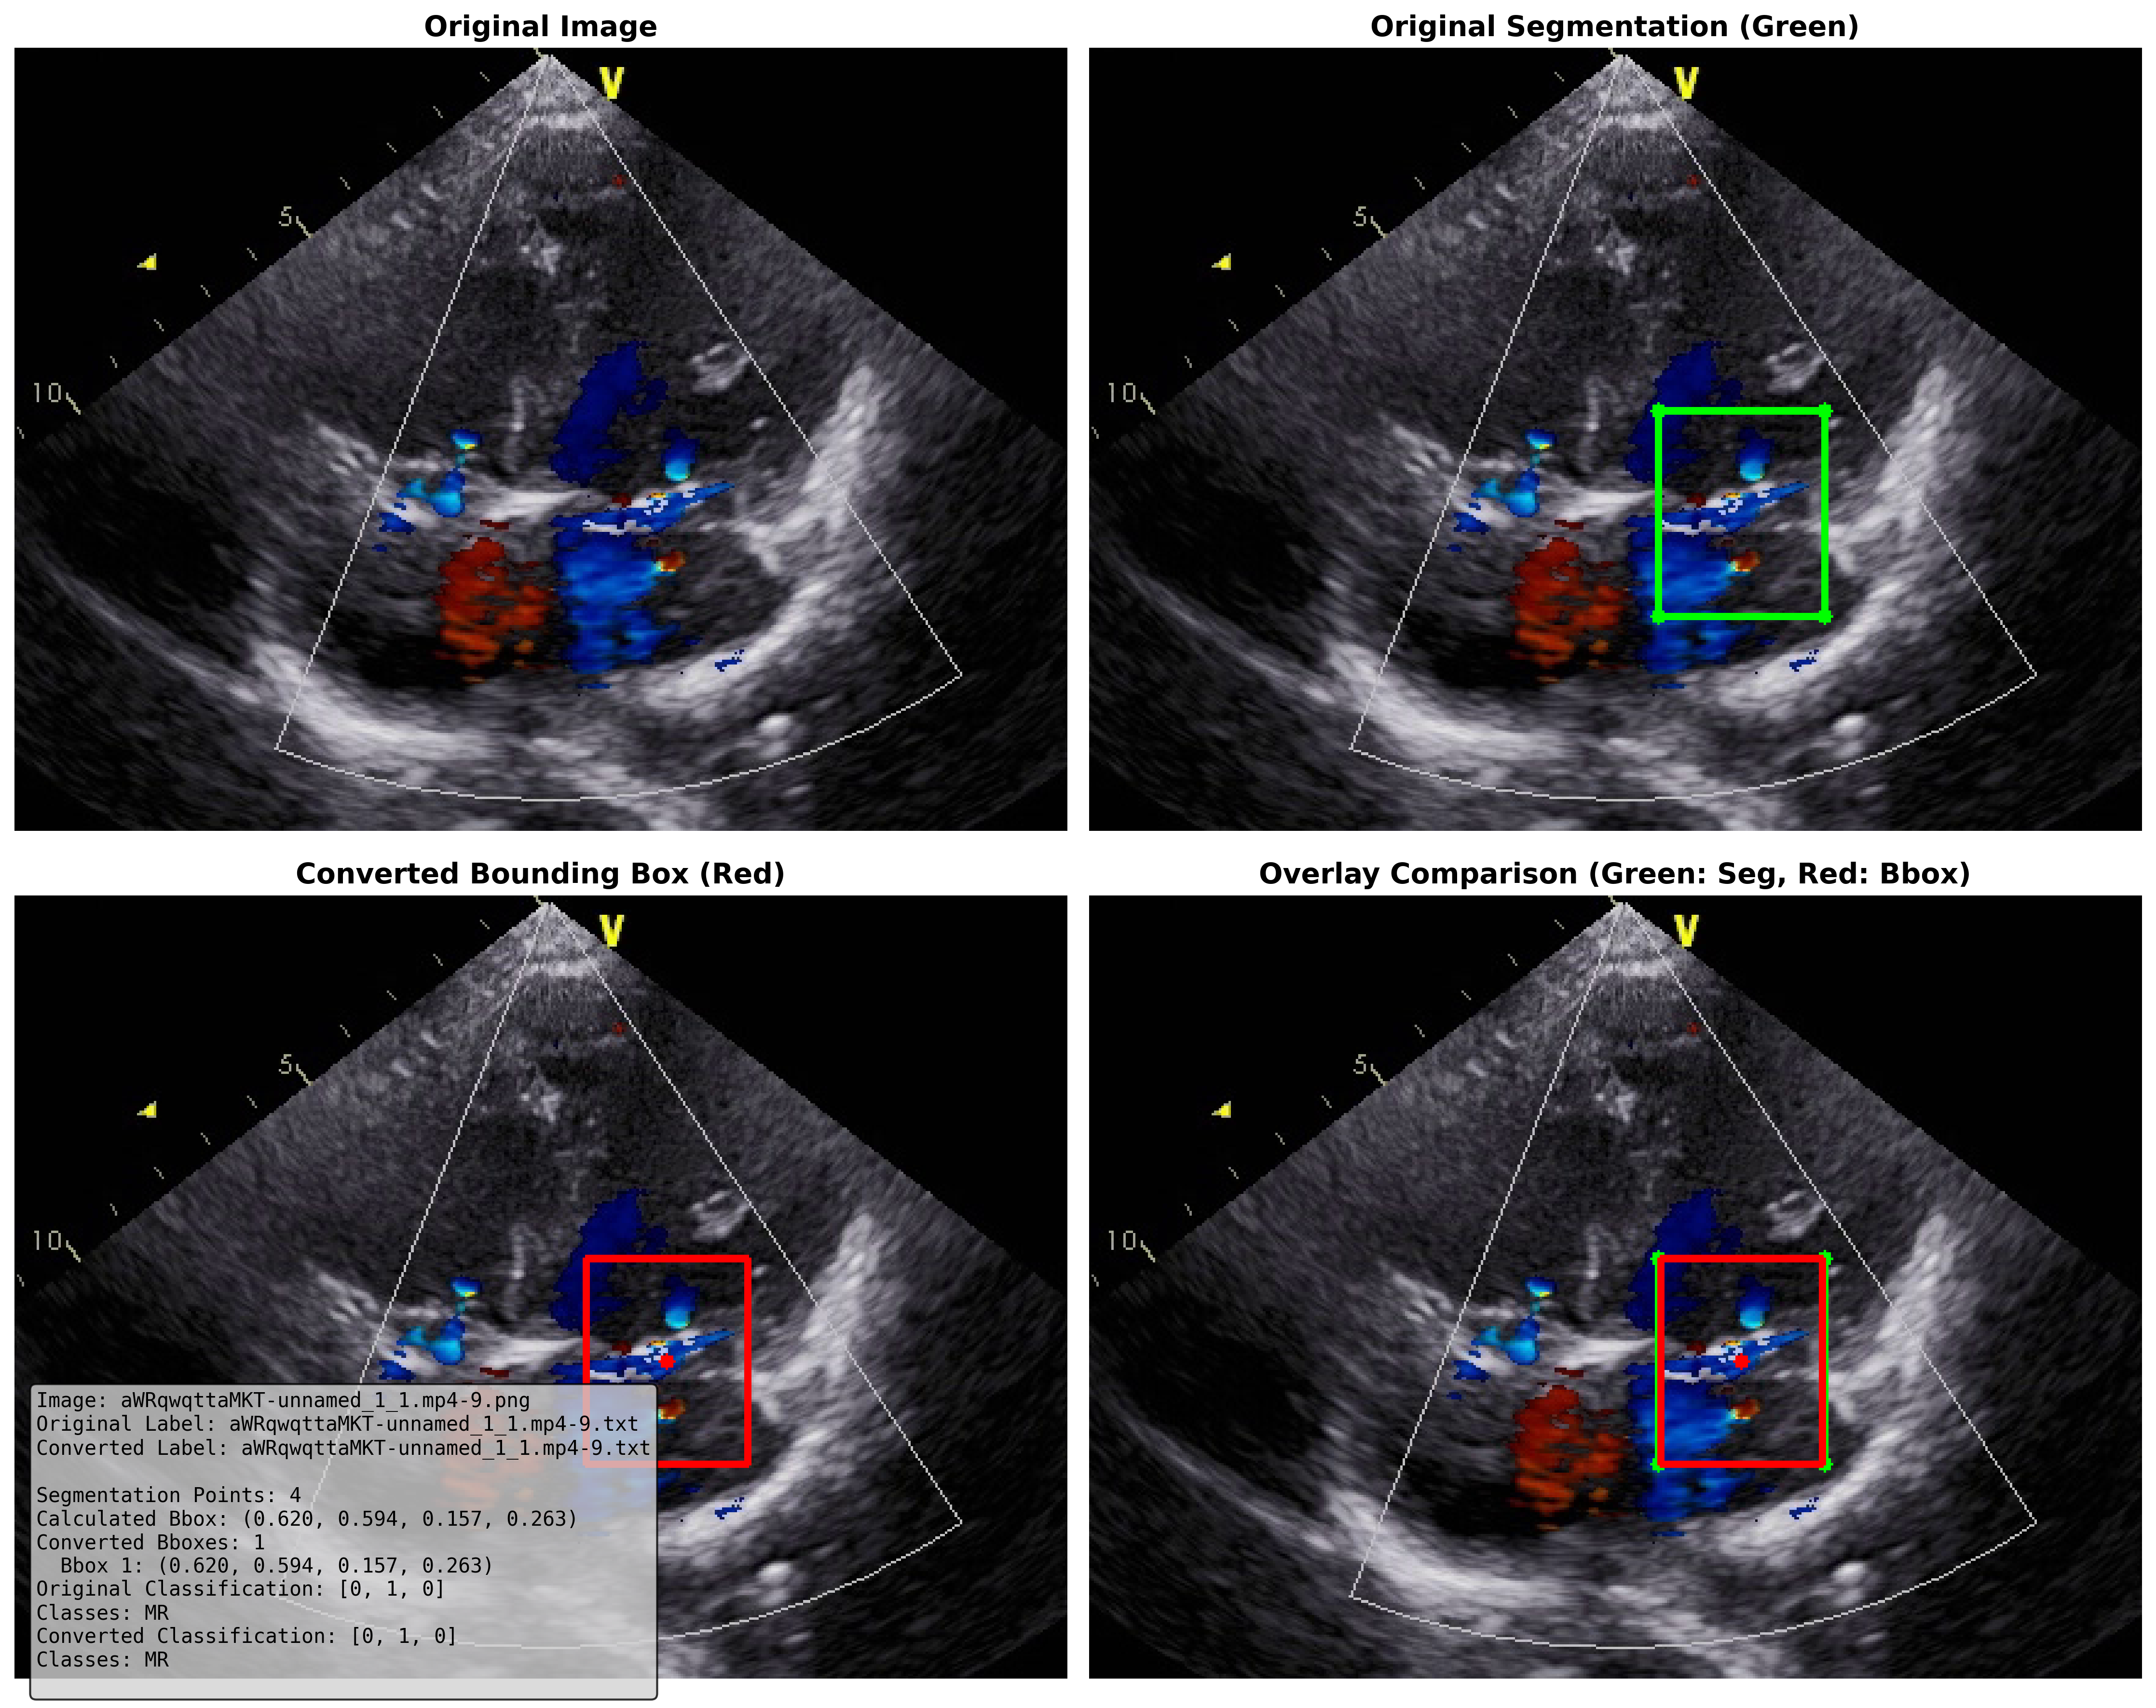 Original Image
V
5
10
Original Segmentation (Green)
V
5
10
Converted Bounding Box (Red)
V
5
10
Image: aWRqwqttaMKT-unnamed_1_1.mp4-9.png
Original Label: aWRqwqttaMKT-unnamed_1_1.mp4-9.txt
Converted Label: aWRqwqttaMKT-unnamed_1_1.mp4-9.txt
Segmentation Points: 4
Calculated Bbox: (0.620, 0.594, 0.157, 0.263)
Converted Bboxes: 1
Bbox 1: (0.620, 0.594, 0.157, 0.263)
Original Classification: [0, 1, 0]
Classes: MR
Converted Classification: [0, 1, 0]
Classes: MR
Overlay Comparison (Green: Seg, Red: Bbox)
V
5
10